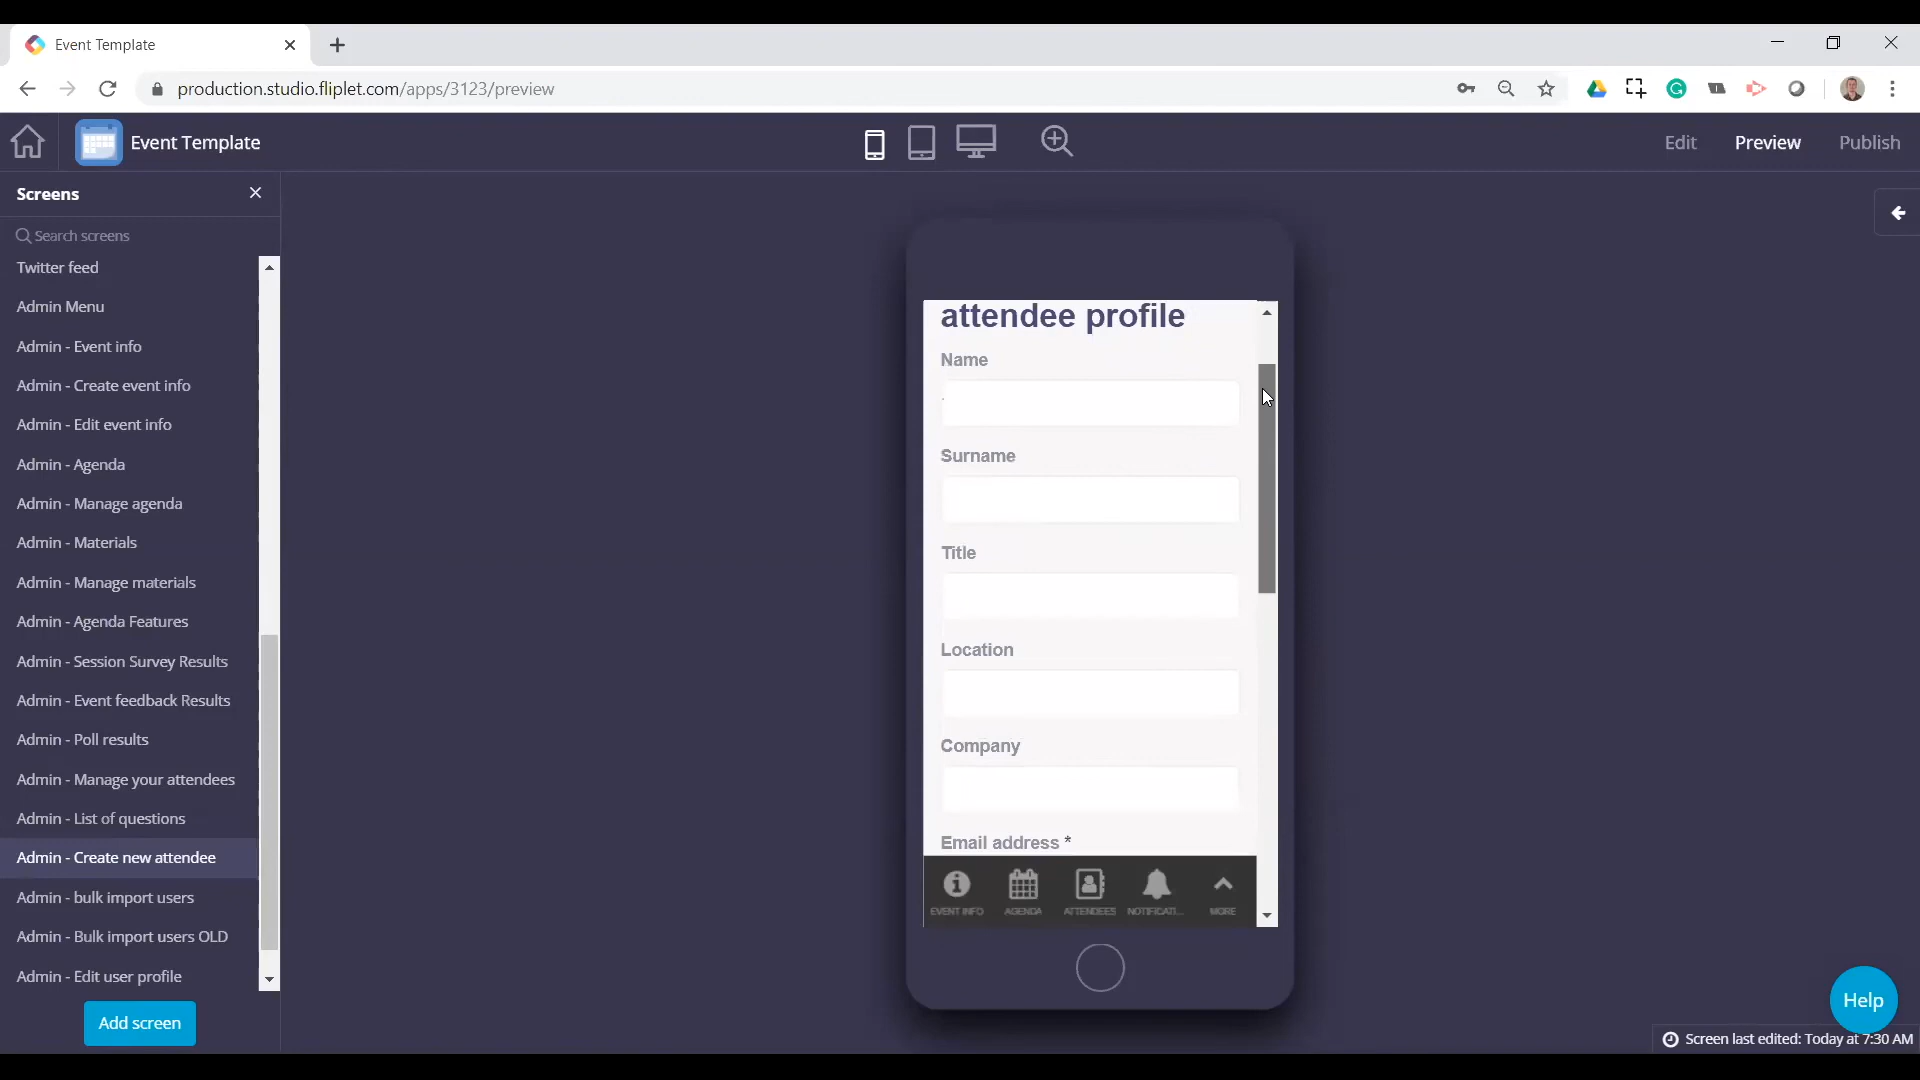 Event Template
production.studio.fliplet.com/apps/3123/preview
Event Template
Edit
Preview
Publish
Screens
Search screens
Twitter feed
Admin Menu
Admin - Event info
Admin - Create event info
Admin - Edit event info
Admin - Agenda
Admin - Manage agenda
Admin - Materials
Admin - Manage materials
Admin - Agenda Features
Admin - Session Survey Results
Admin - Event feedback Results
Admin - Poll results
Admin - Manage your attendees
Admin - List of questions
Admin - Create new attendee
Admin - bulk import users
Admin - Bulk import users OLD
Admin - Edit user profile
Add screen
attendee profile
Name
Surname
Title
Location
Company
Email address *
EVENT INFO
AGENDA
ATTENDEES
NOTIFICATI...
MORE
Help
Screen last edited: Today at 7:30 AM